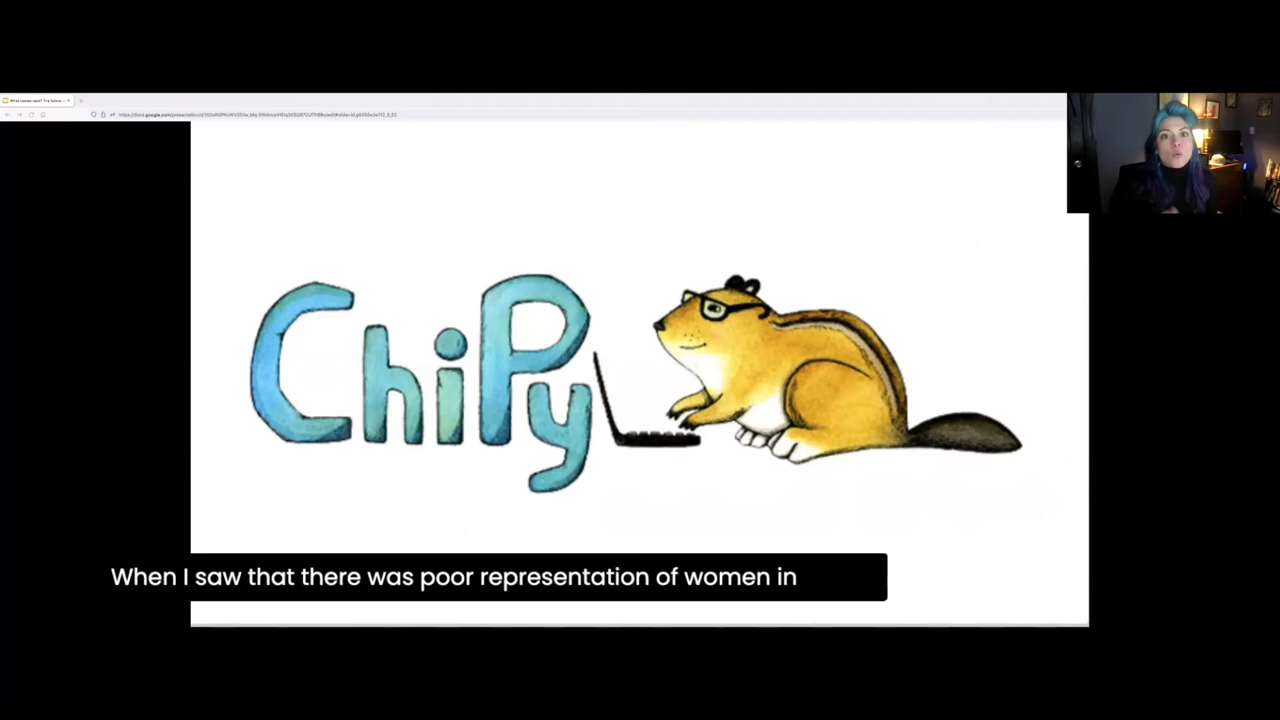 ChiPy
When I saw that there was poor representation of women in